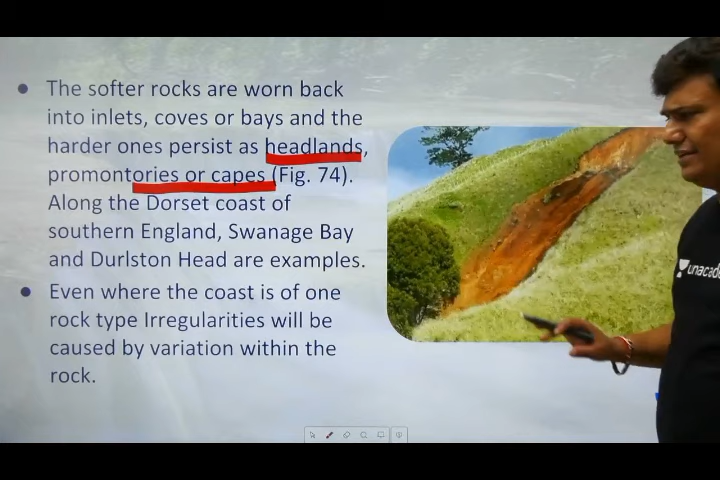 The softer rocks are worn back
into inlets, coves or bays and the
harder ones persist as headlands,
promontories or capes (Fig. 74).
Along the Dorset coast of
southern England, Swanage Bay
and Durlston Head are examples.
Even where the coast is of one
rock type Irregularities will be
caused by variation within the
rock.